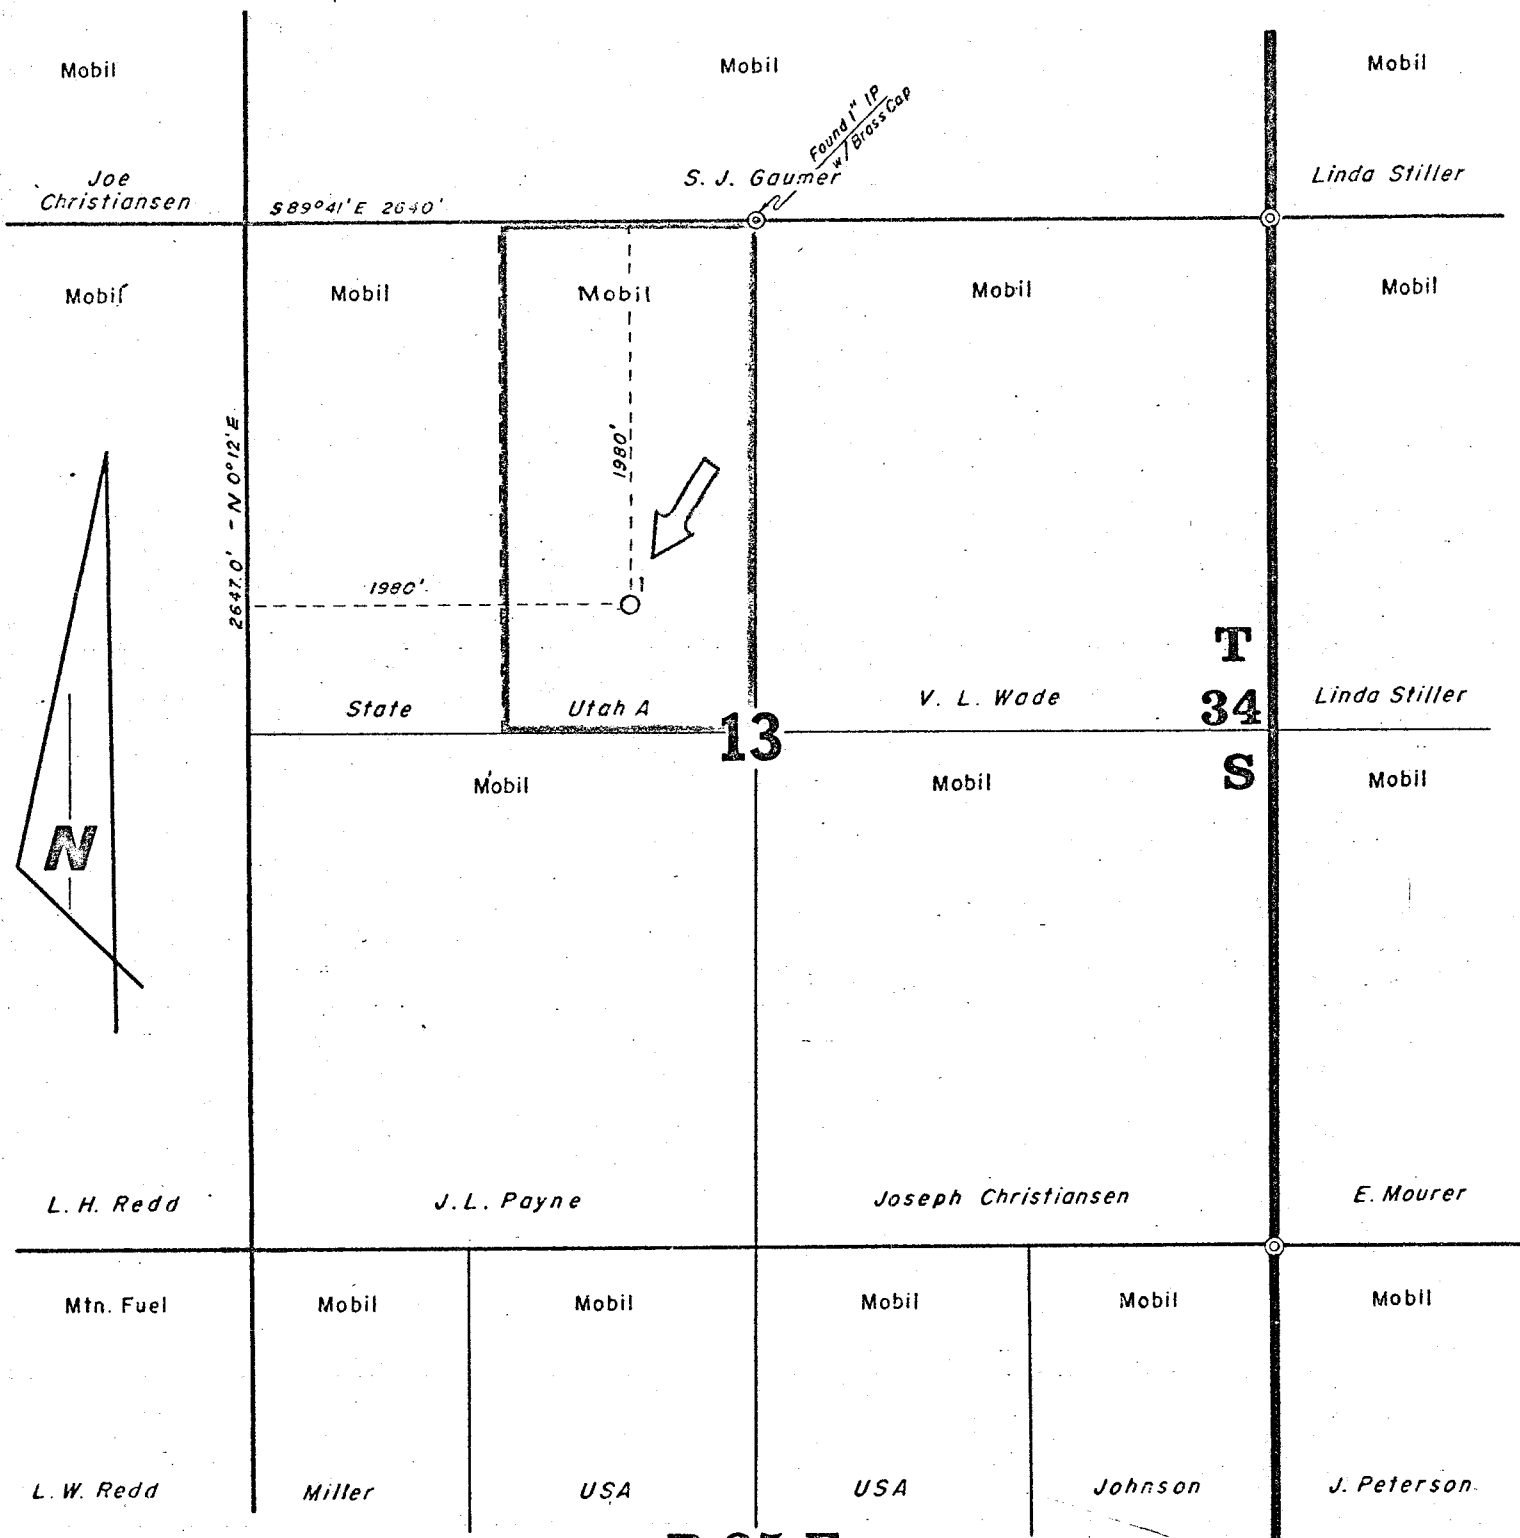 Mobil
Mobil
Mobil
Found 1" IP
w/ Brass Cap
Joe
Christiansen
S. J. Gaumer
Linda Stiller
S89°41'E 2640'
Mobil
Mobil
Mobil
Mobil
Mobil
2647.0' - N 0°12'E
1980'
1980'
1
T
34
S
State
Utah A
V. L. Wade
Linda Stiller
13
Mobil
Mobil
Mobil
N
L. H. Redd
J. L. Payne
Joseph Christiansen
E. Mourer
Mtn. Fuel
Mobil
Mobil
Mobil
Mobil
Mobil
L. W. Redd
Miller
USA
USA
Johnson
J. Peterson